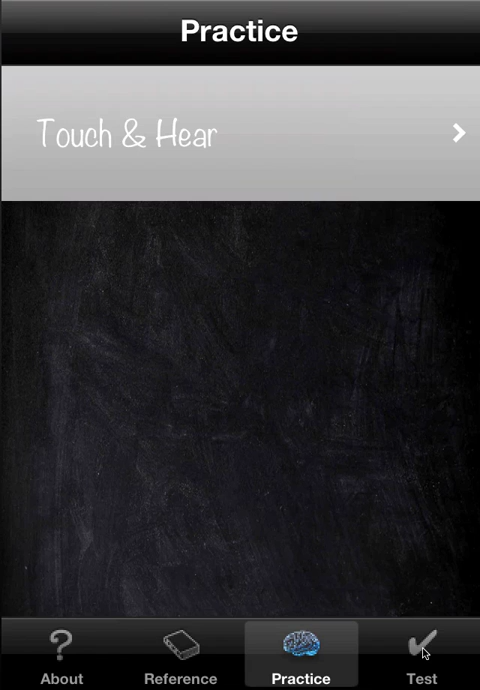 Practice
Touch & Hear
About
Reference
Practice
Test